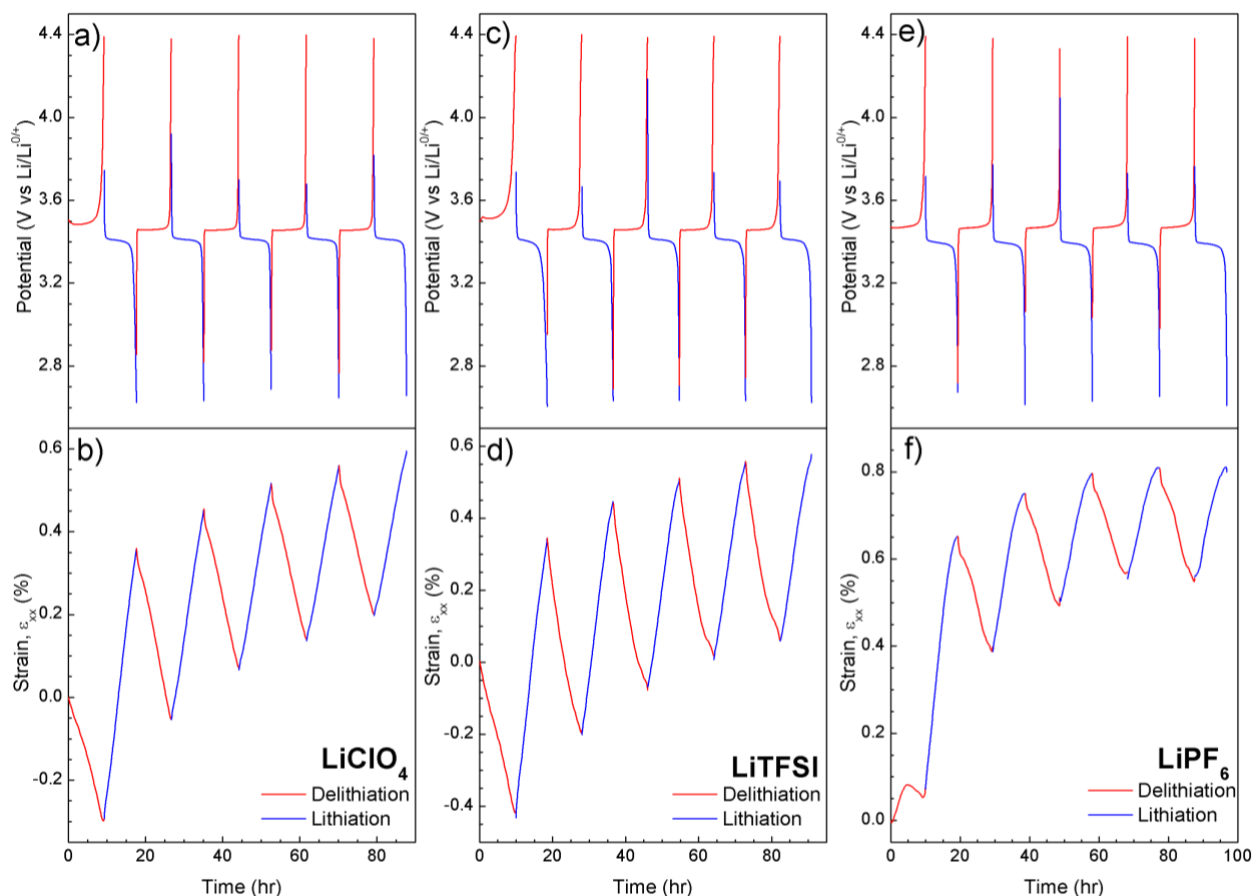 a)
4.4
4.0
3.6
3.2
2.8
Potential (V vs Li/Li⁰ᐟ⁺)
c)
4.4
4.0
3.6
3.2
2.8
Potential (V vs Li/Li⁰ᐟ⁺)
e)
4.4
4.0
3.6
3.2
2.8
Potential (V vs Li/Li⁰ᐟ⁺)
b)
0.6
0.4
0.2
0.0
-0.2
Strain, εₓₓ (%)
LiClO₄
Delithiation
Lithiation
0 20 40 60 80
Time (hr)
d)
0.6
0.4
0.2
0.0
-0.2
-0.4
Strain, εₓₓ (%)
LiTFSI
Delithiation
Lithiation
0 20 40 60 80
Time (hr)
f)
0.8
0.6
0.4
0.2
0.0
Strain, εₓₓ (%)
LiPF₆
Delithiation
Lithiation
0 20 40 60 80 100
Time (hr)